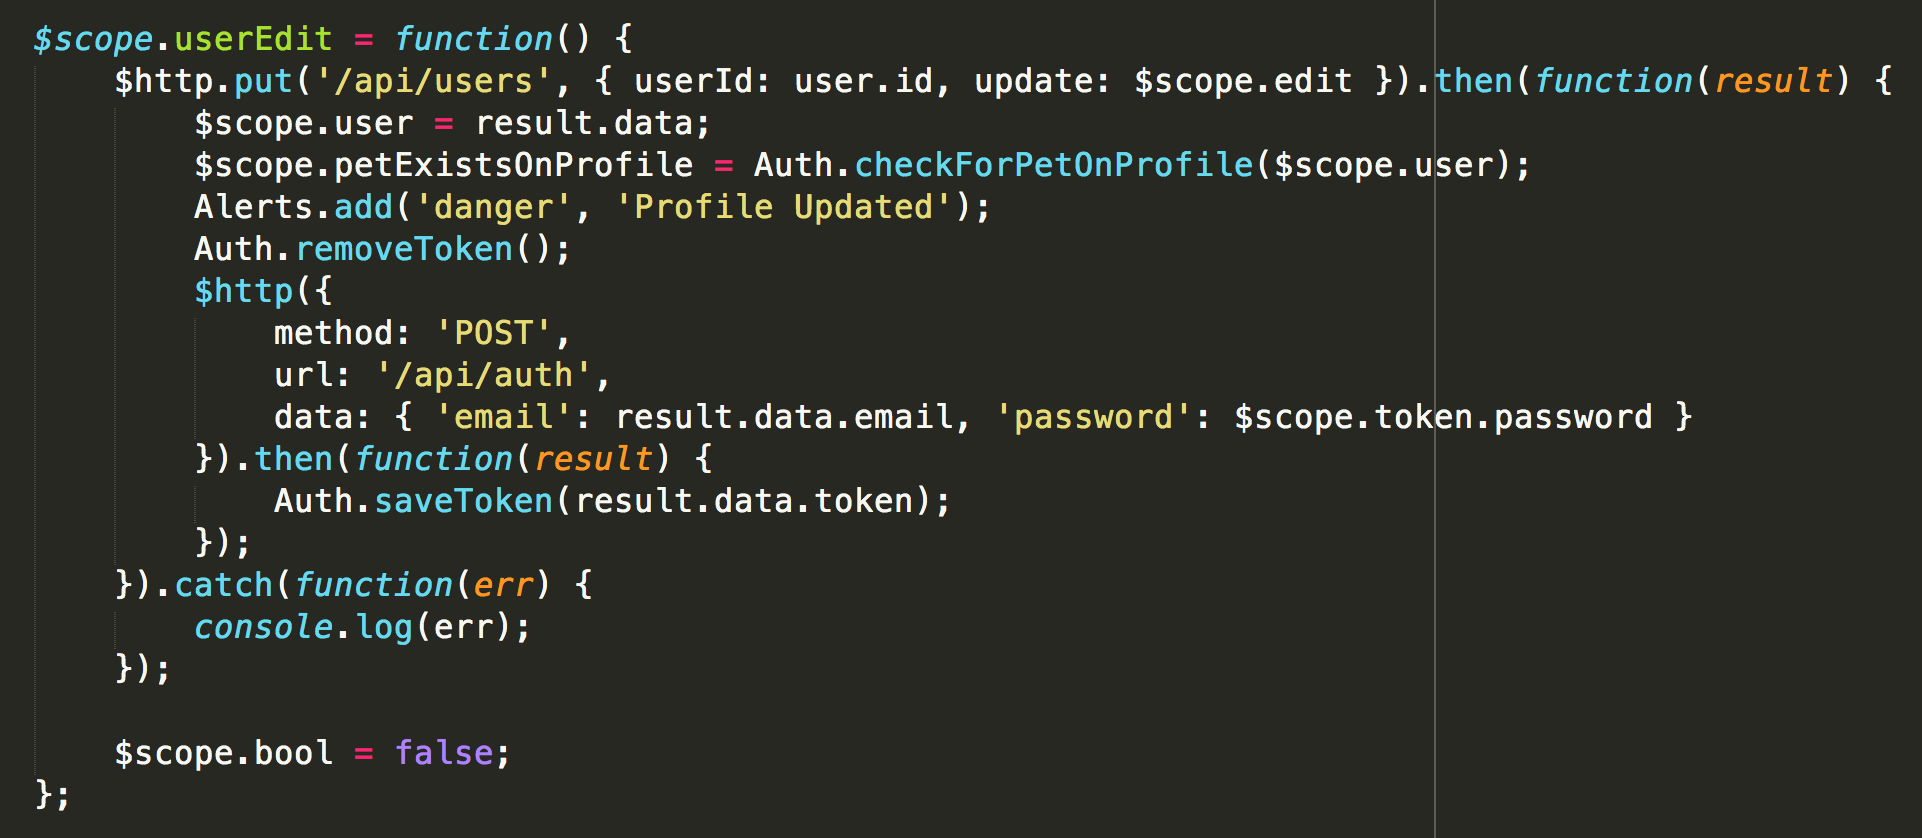 $scope.userEdit = function() {
    $http.put('/api/users', { userId: user.id, update: $scope.edit }).then(function(result) {
        $scope.user = result.data;
        $scope.petExistsOnProfile = Auth.checkForPetOnProfile($scope.user);
        Alerts.add('danger', 'Profile Updated');
        Auth.removeToken();
        $http({
            method: 'POST',
            url: '/api/auth',
            data: { 'email': result.data.email, 'password': $scope.token.password }
        }).then(function(result) {
            Auth.saveToken(result.data.token);
        });
    }).catch(function(err) {
        console.log(err);
    });

    $scope.bool = false;
};